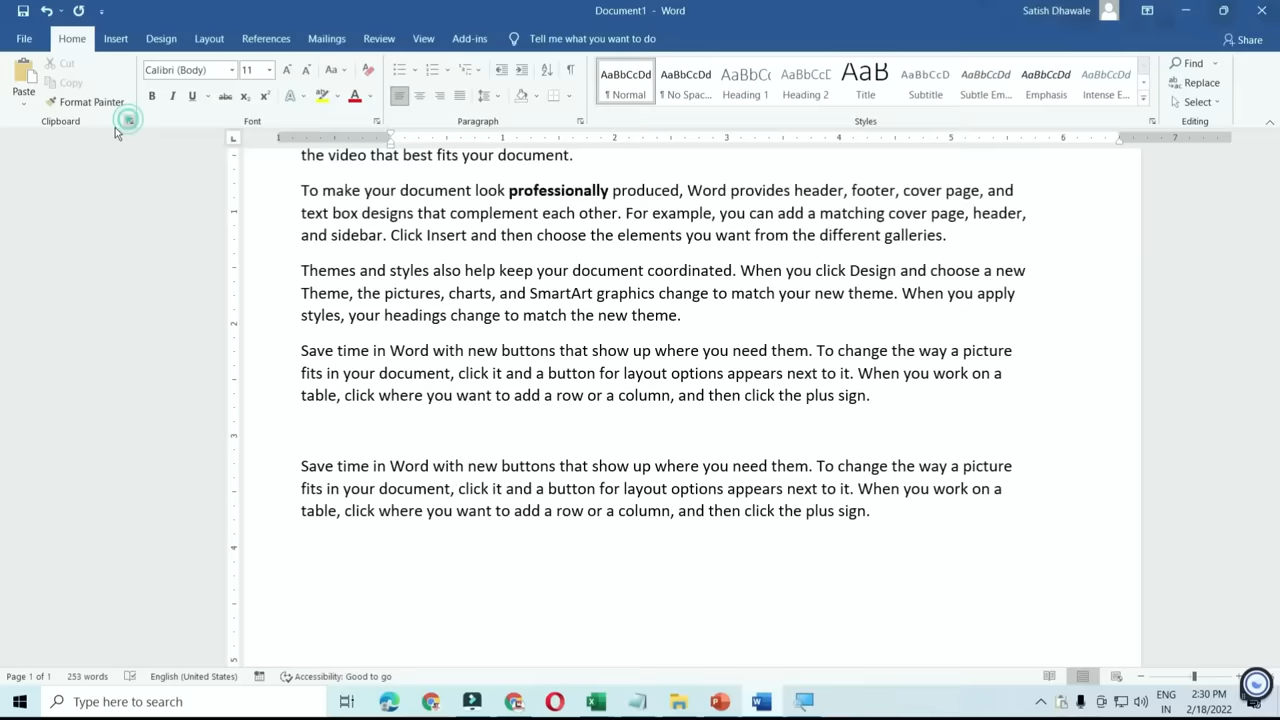 Document1 - Word
Satish Dhawale
File Home Insert Design Layout References Mailings Review View Add-ins Tell me what you want to do
Share
Paste
Cut
Copy
Format Painter
Clipboard
Calibri (Body) 11
Font
Paragraph
AaBbCcDd AaBbCcDd AaBbC( AaBbCcE AaB AaBbCcD AaBbCcDd AaBbCcDd AaBbCcDd
¶ Normal ¶ No Spac... Heading 1 Heading 2 Title Subtitle Subtle Em... Emphasis Intense E...
Styles
Find
Replace
Select
Editing
1 1 2 3 4 5 6 7
the video that best fits your document.
To make your document look professionally produced, Word provides header, footer, cover page, and
text box designs that complement each other. For example, you can add a matching cover page, header,
and sidebar. Click Insert and then choose the elements you want from the different galleries.
Themes and styles also help keep your document coordinated. When you click Design and choose a new
Theme, the pictures, charts, and SmartArt graphics change to match your new theme. When you apply
styles, your headings change to match the new theme.
Save time in Word with new buttons that show up where you need them. To change the way a picture
fits in your document, click it and a button for layout options appears next to it. When you work on a
table, click where you want to add a row or a column, and then click the plus sign.
Save time in Word with new buttons that show up where you need them. To change the way a picture
fits in your document, click it and a button for layout options appears next to it. When you work on a
table, click where you want to add a row or a column, and then click the plus sign.
1
2
3
4
5
Page 1 of 1 253 words English (United States) Accessibility: Good to go
Type here to search
ENG
IN
2:30 PM
2/18/2022